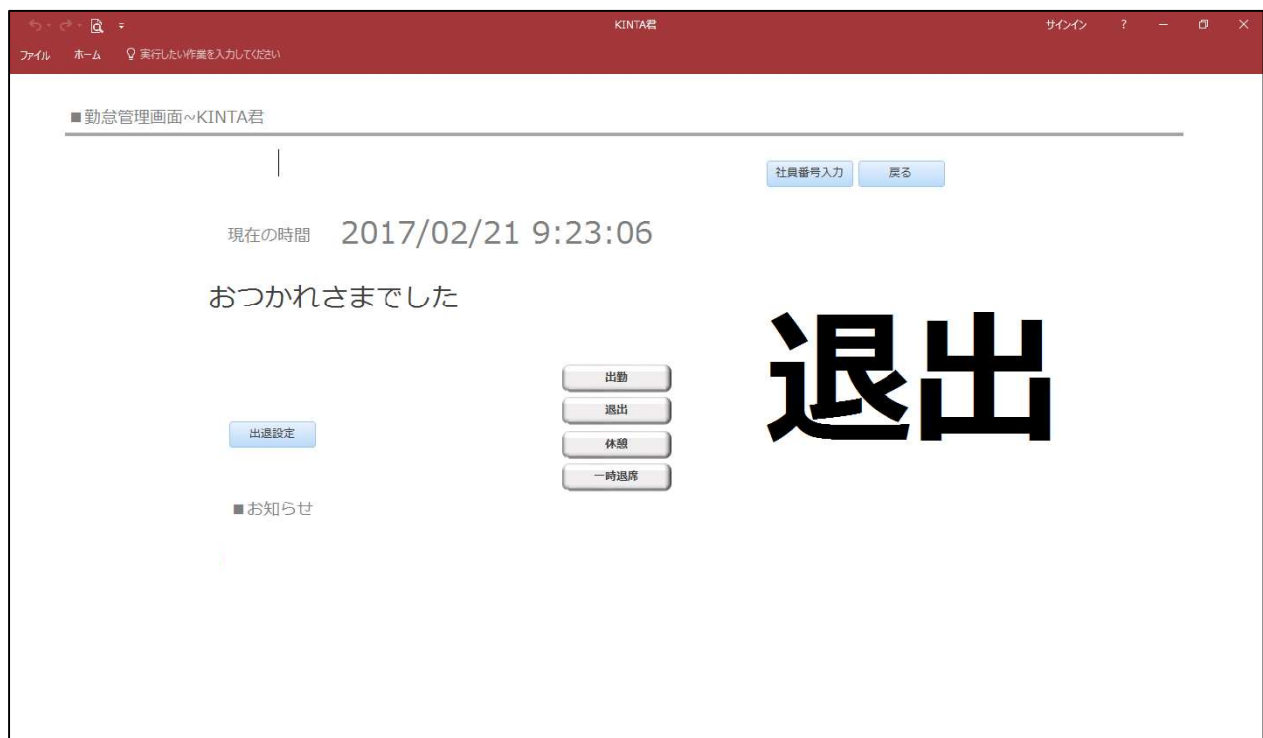 KINTA君 サインイン ?
ファイル ホーム 実行したい作業を入力してください
■勤怠管理画面~KINTA君
社員番号入力 戻る
現在の時間 2017/02/21 9:23:06
おつかれさまでした
退出
出勤
退出
出退設定
休憩
一時退席
■お知らせ